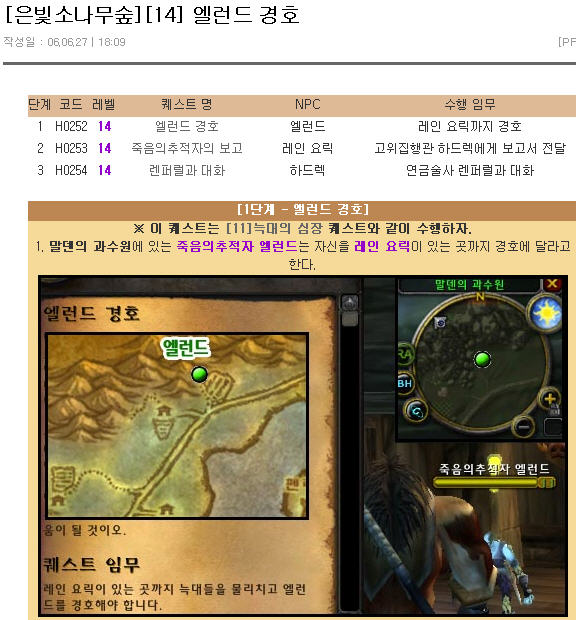 [은빛소나무숲][14] 엘런드 경호
작성일 : 06,06,27 | 18:09
[PF
단계 코드 레벨 퀘스트 명 NPC 수행 임무
1 H0252 14 엘런드 경호 엘런드 레인 요릭까지 경호
2 H0253 14 죽음의추적자의 보고 레인 요릭 고위집행관 하드렉에게 보고서 전달
3 H0254 14 렌퍼럴과 대화 하드렉 연금술사 렌퍼럴과 대화
[1단계 - 엘런드 경호]
※ 이 퀘스트는 [11]늑대의 심장 퀘스트와 같이 수행하자.
1. 말덴의 과수원에 있는 죽음의추적자 엘런드는 자신을 레인 요릭이 있는 곳까지 경호에 달라고
한다.
엘런드 경호
엘런드
움이 될 것이오.
퀘스트 임무
레인 요릭이 있는 곳까지 늑대들을 물리치고 엘런
드를 경호해야 합니다.
말덴의 과수원
N
RA
BH
죽음의추적자 엘런드